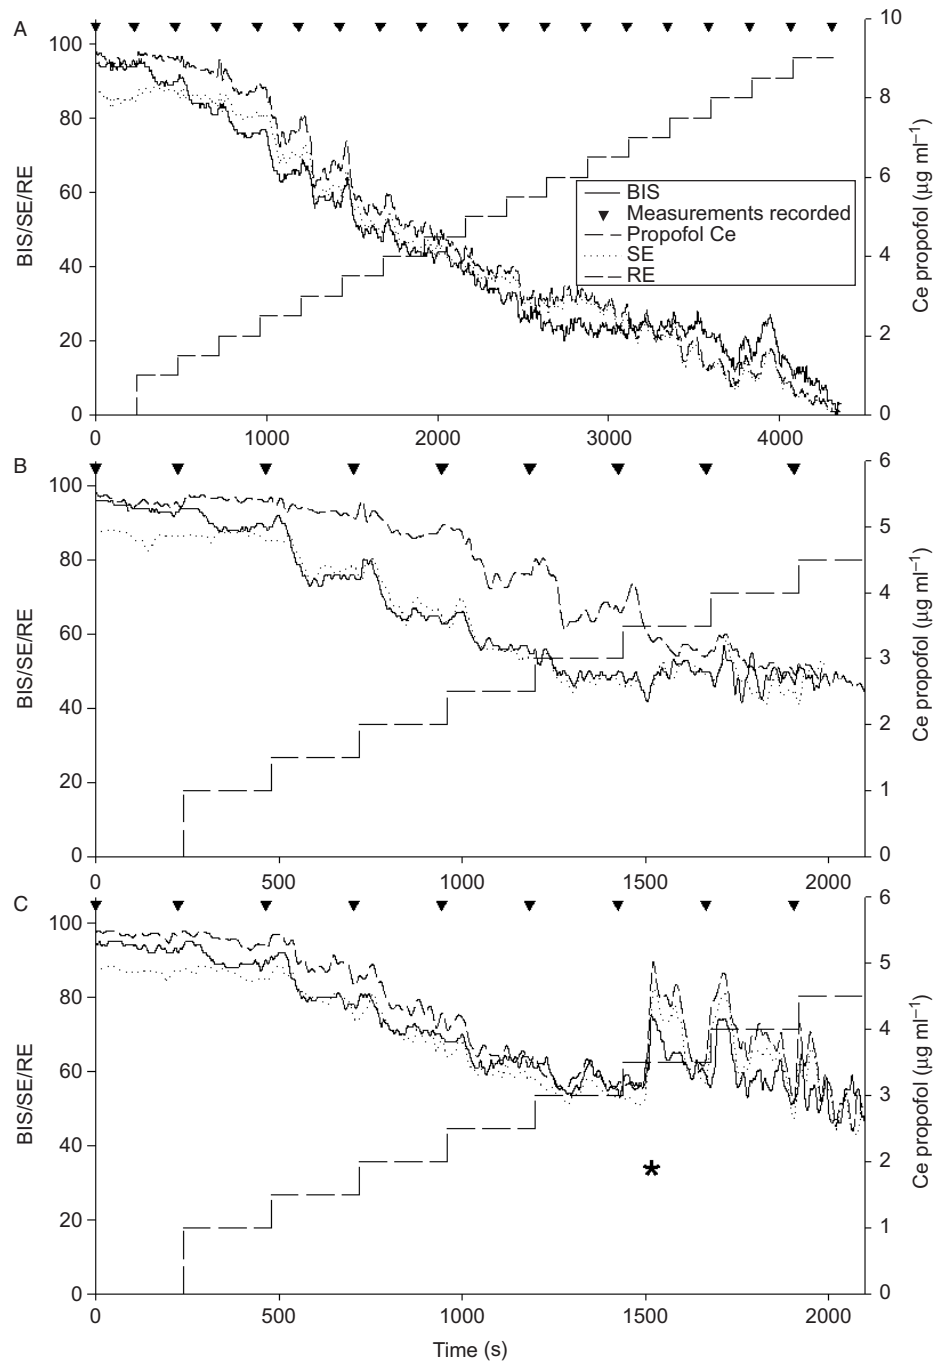 A
100
80
60
40
20
0
BIS/SE/RE
10
8
6
4
2
0
Ce propofol (µg ml–1)
BIS
Measurements recorded
Propofol Ce
SE
RE
0 1000 2000 3000 4000
B
100
80
60
40
20
0
BIS/SE/RE
6
5
4
3
2
1
0
Ce propofol (µg ml–1)
0 500 1000 1500 2000
C
100
80
60
40
20
0
BIS/SE/RE
6
5
4
3
2
1
0
Ce propofol (µg ml–1)
*
0 500 1000 1500 2000
Time (s)